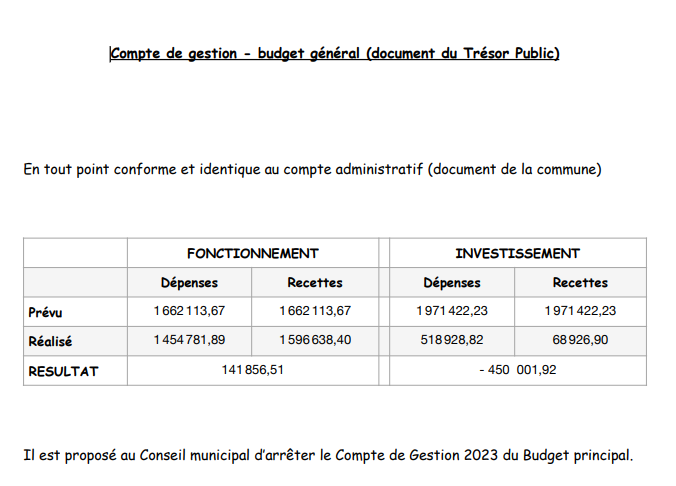 Compte de gestion - budget général (document du Trésor Public)
En tout point conforme et identique au compte administratif (document de la commune)
FONCTIONNEMENT INVESTISSEMENT
Dépenses Recettes Dépenses Recettes
Prévu 1 662 113,67 1 662 113,67 1 971 422,23 1 971 422,23
Réalisé 1 454 781,89 1 596 638,40 518 928,82 68 926,90
RESULTAT 141 856,51 - 450 001,92
Il est proposé au Conseil municipal d’arrêter le Compte de Gestion 2023 du Budget principal.